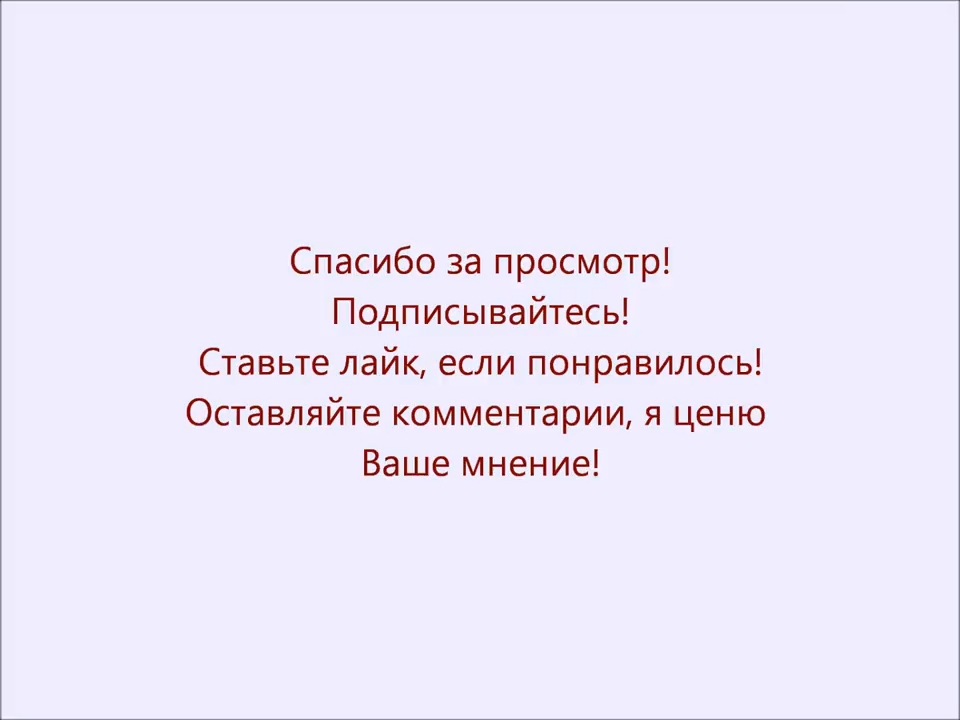 Спасибо за просмотр!
Подписывайтесь!
Ставьте лайк, если понравилось!
Оставляйте комментарии, я ценю
Ваше мнение!